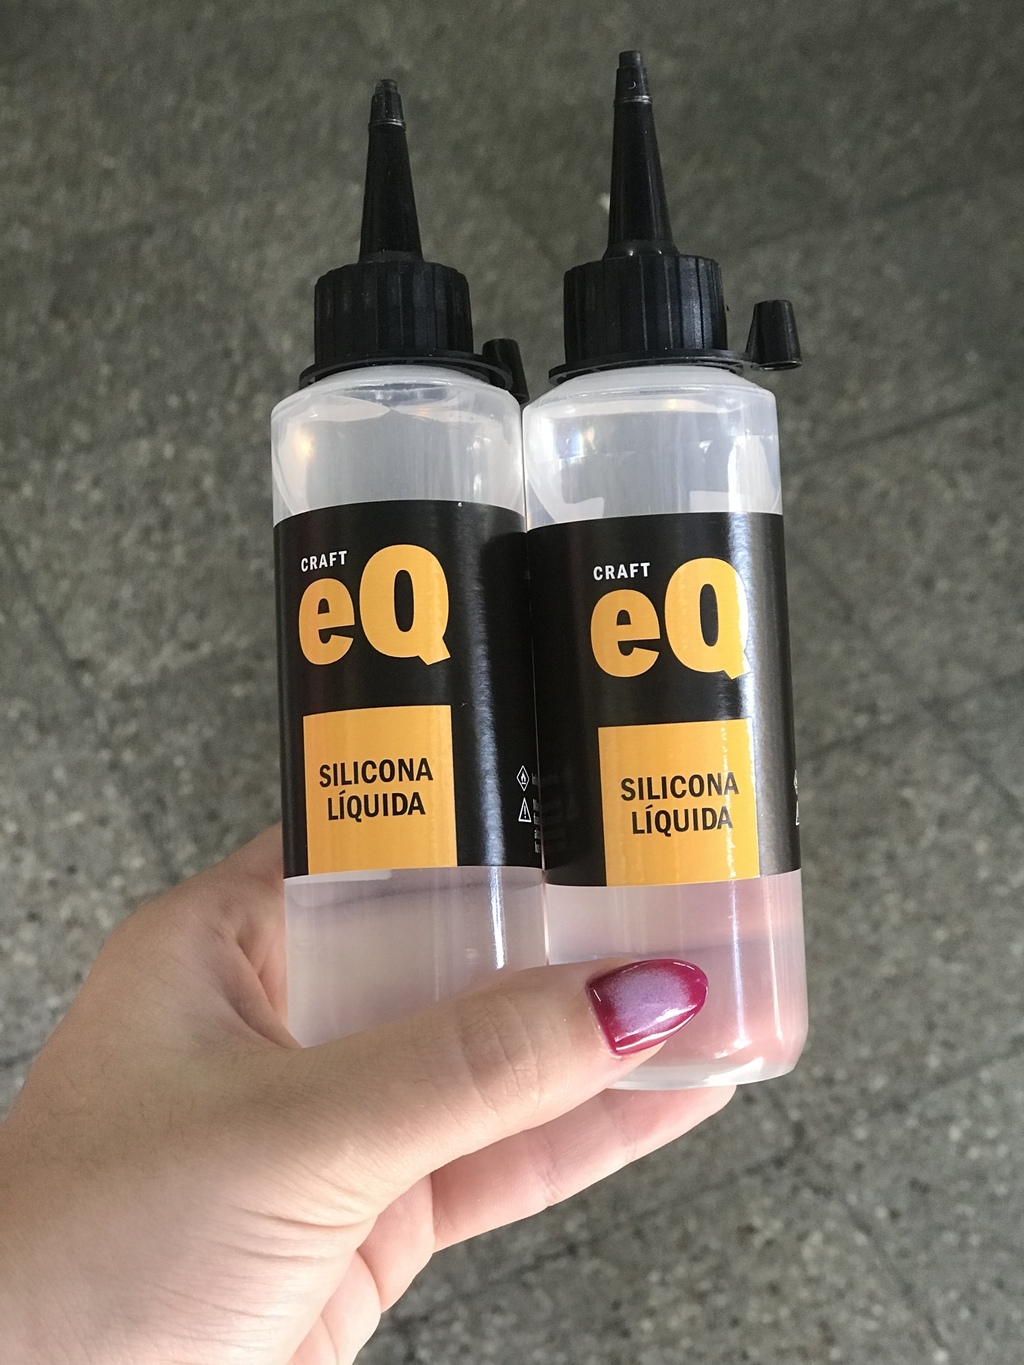 CRAFT
eQ
SILICONA
LÍQUIDA
CRAFT
eQ
SILICONA
LÍQUIDA